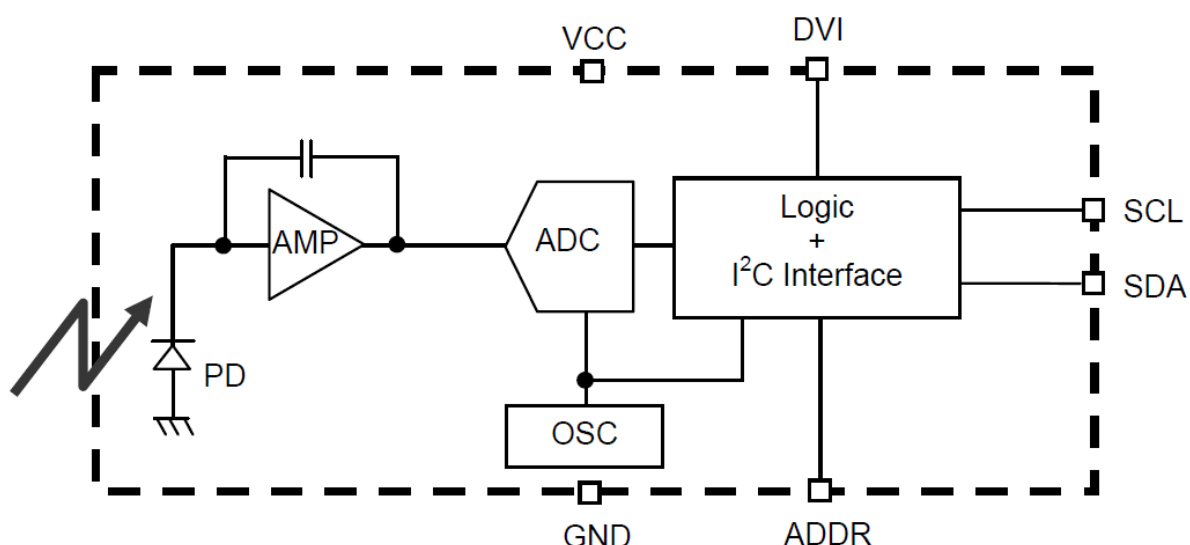 VCC
DVI
AMP
ADC
Logic
+
I²C Interface
SCL
SDA
PD
OSC
GND
ADDR